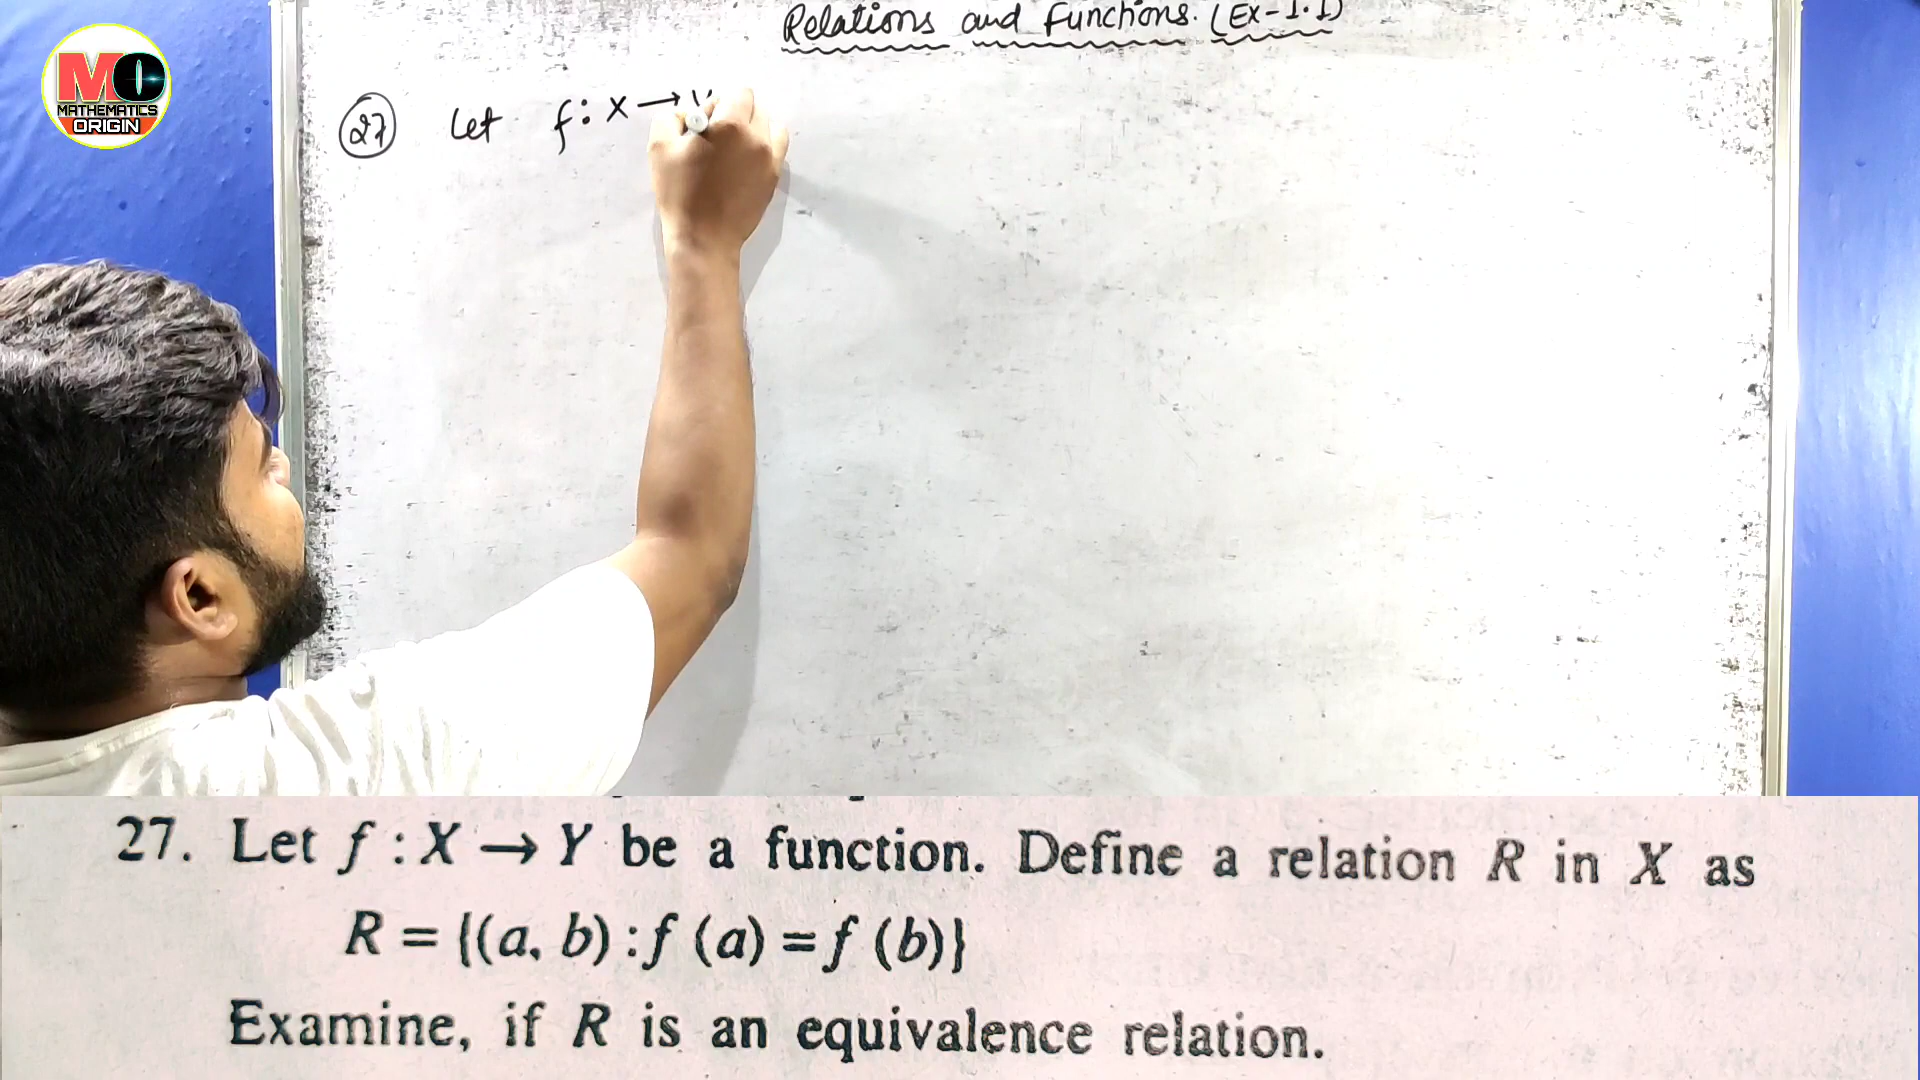 MO
MATHEMATICS
ORIGIN
Relations and Functions. (Ex-1.1)
27 Let f : X → Y
27. Let f : X → Y be a function. Define a relation R in X as
R = {(a, b) : f (a) = f (b)}
Examine, if R is an equivalence relation.